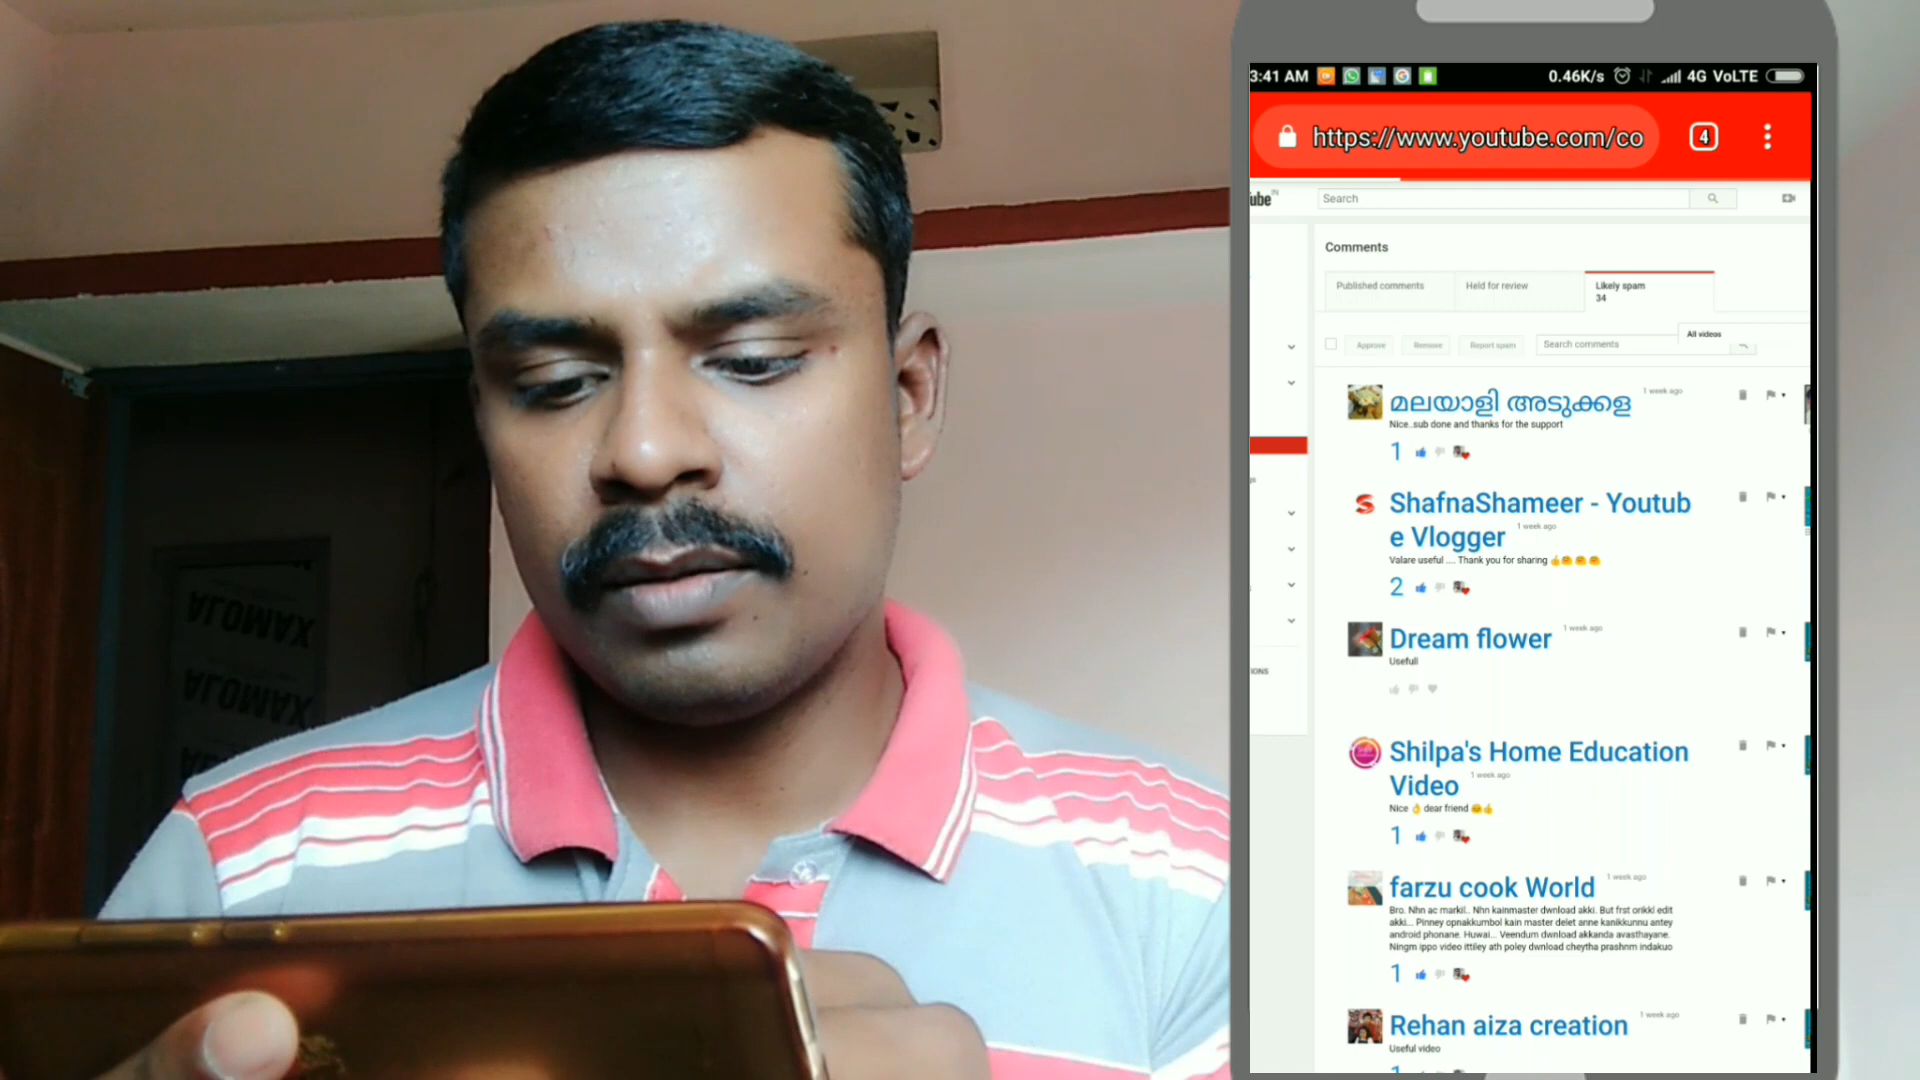 ALOMAX
ALOMAX
3:41 AM
0.46K/s
4G VoLTE
https://www.youtube.com/co
4
ube IN
Search
Comments
Published comments
Held for review
Likely spam
34
All videos
Approve
Remove
Report spam
Search comments
മലയാളി അടുക്കള
1 week ago
Nice..sub done and thanks for the support
1
ShafnaShameer - Youtub
e Vlogger
1 week ago
Valare useful .... Thank you for sharing 👍🤗🤗🤗
2
Dream flower
1 week ago
Usefull
IONS
Shilpa's Home Education
Video
1 week ago
Nice 👌 dear friend 😊👍
1
farzu cook World
1 week ago
Bro. Nhn ac markil.. Nhn kainmaster dwnload akki. But frst orikkl edit
akki... Pinney opnakkumbol kain master delet anne kanikkunnu antey
android phonane. Huwai... Veendum dwnload akkanda avasthayane.
Ningm ippo video ittiley ath poley dwnload cheytha prashnm indakuo
1
Rehan aiza creation
1 week ago
Useful video
1